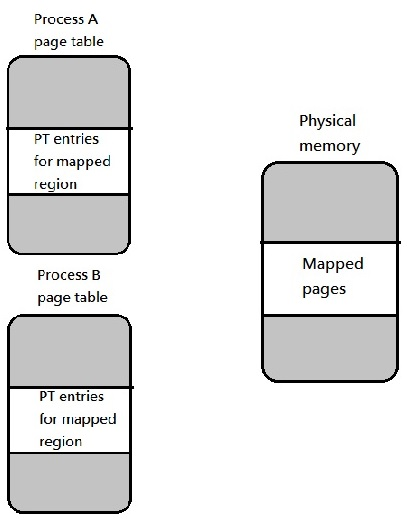 Process A
page table
PT entries
for mapped
region
Process B
page table
PT entries
for mapped
region
Physical
memory
Mapped
pages